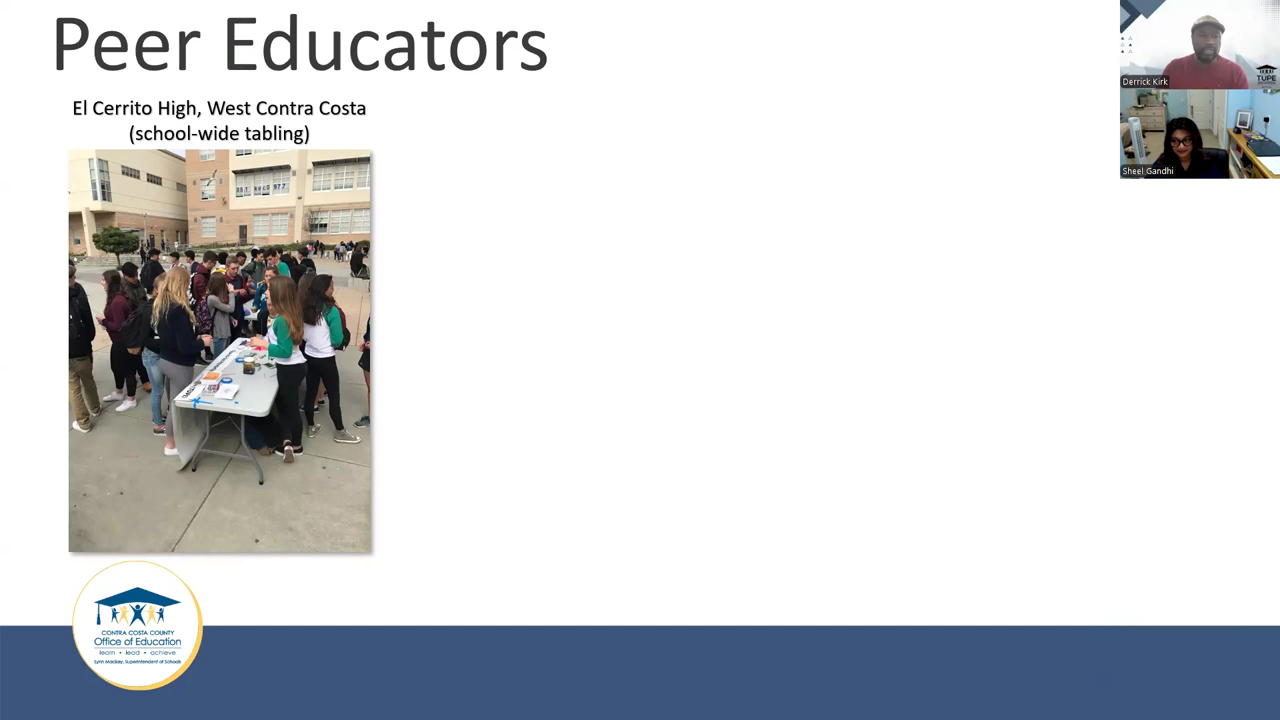 Peer Educators
El Cerrito High, West Contra Costa
(school-wide tabling)
Derrick Kirk
TUPE
Sheel Gandhi
CONTRA COSTA COUNTY
Office of Education
learn • lead • achieve
Lynn Mackey, Superintendent of Schools